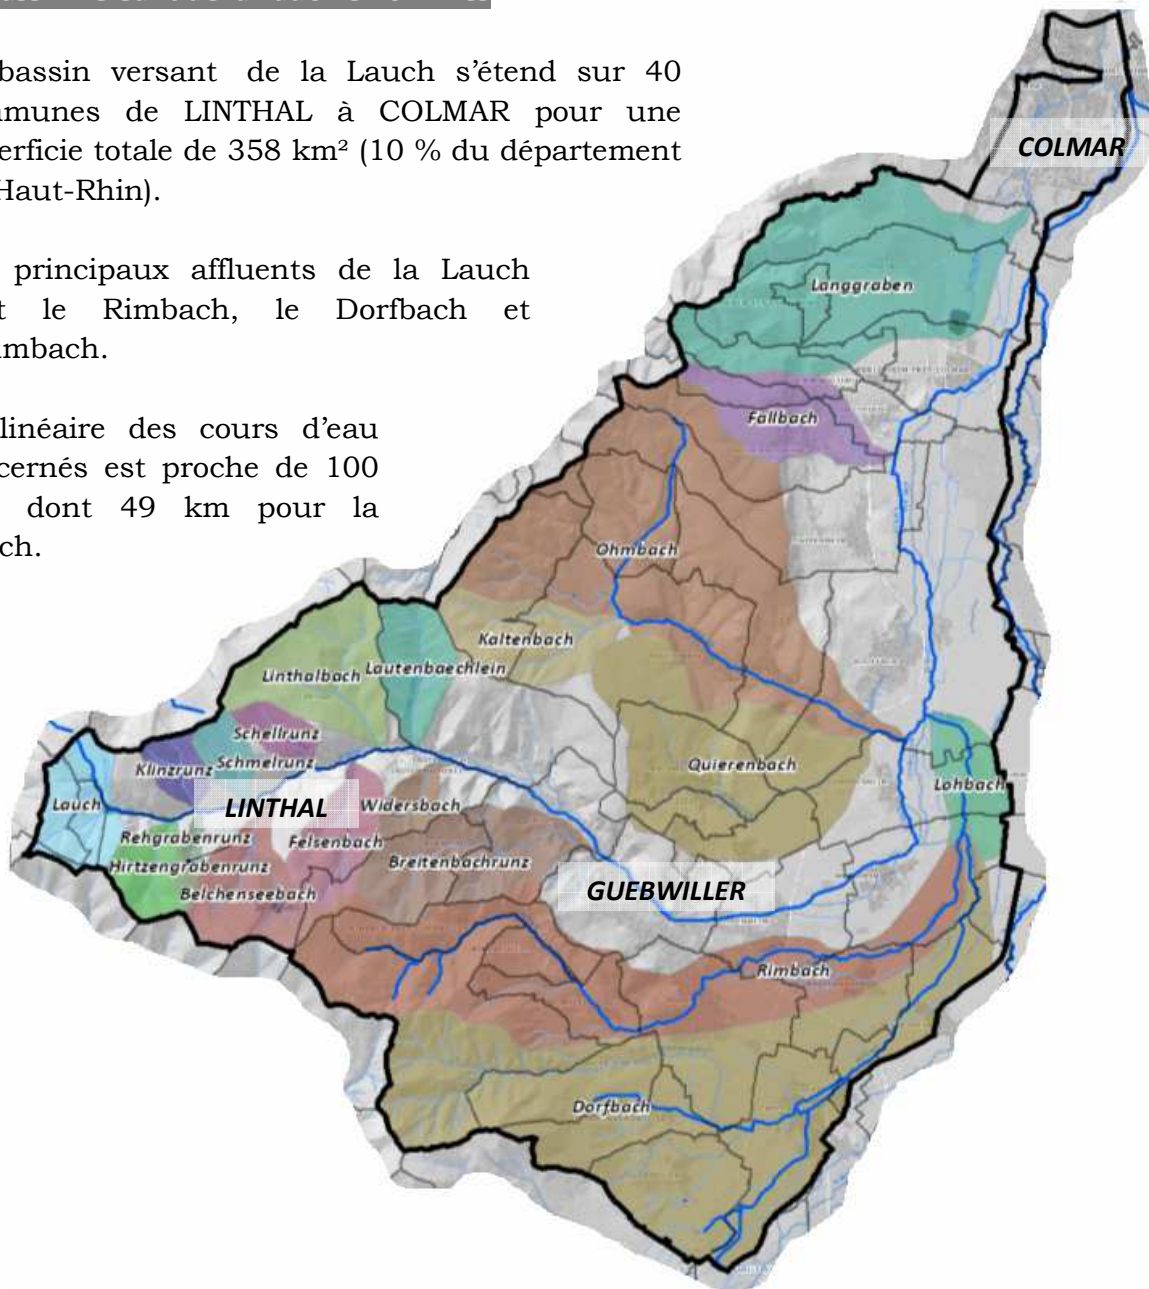 bassin versant de la Lauch s’étend sur 40
munes de LINTHAL à COLMAR pour une
erficie totale de 358 km² (10 % du département
Haut-Rhin).
principaux affluents de la Lauch
t le Rimbach, le Dorfbach et
mbach.
linéaire des cours d’eau
cernés est proche de 100
dont 49 km pour la
ch.
COLMAR
Langgraben
Fallbach
Ohmbach
Kaltenbach
Linthalbach
Lautenbaechlein
Schellrunz
Klinzrunz
Schmelrunz
Quierenbach
Lohbach
Lauch
LINTHAL
Widersbach
Rehgrabenrunz
Felsenbach
Hirtzengrabenrunz
Breitenbachrunz
Belchenseebach
GUEBWILLER
Rimbach
Dorfbach